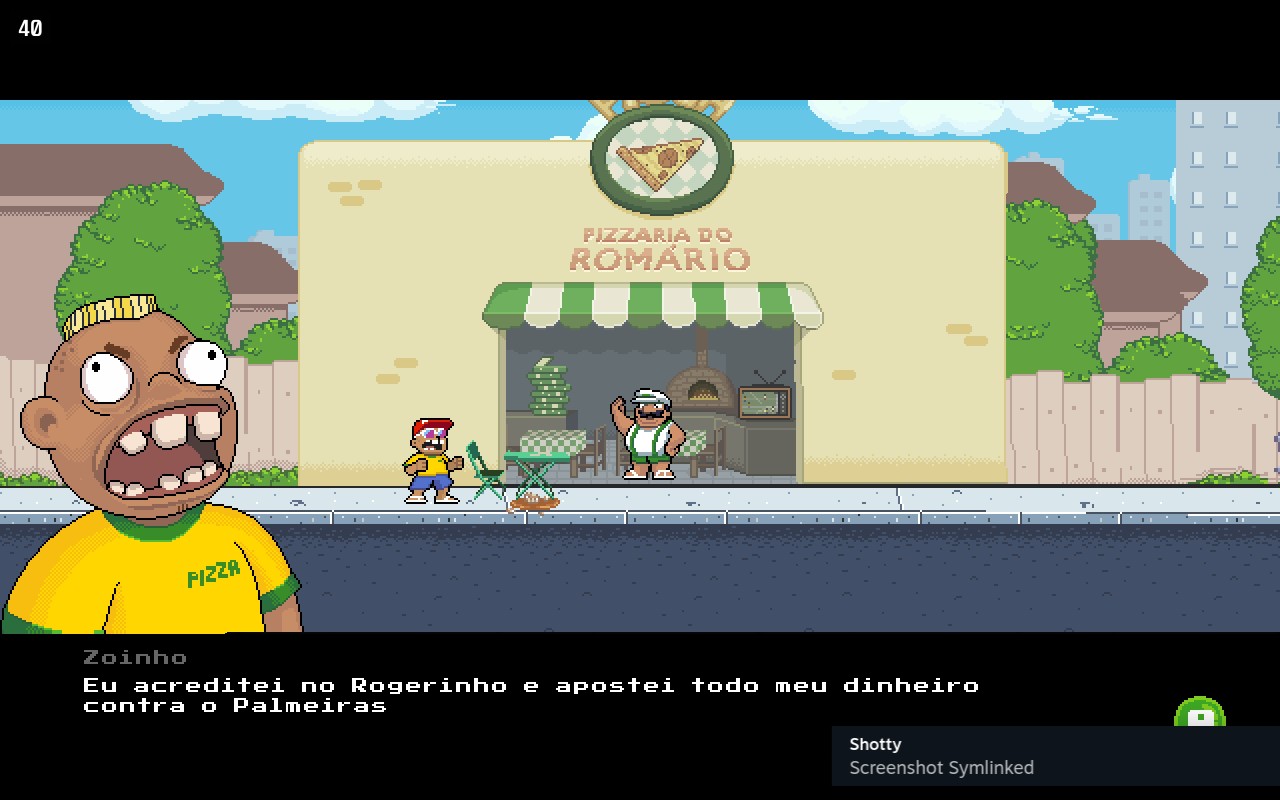 40
PIZZARIA DO
ROMÁRIO
PIZZA
Zoinho
Eu acreditei no Rogerinho e apostei todo meu dinheiro
contra o Palmeiras
Shotty
Screenshot Symlinked